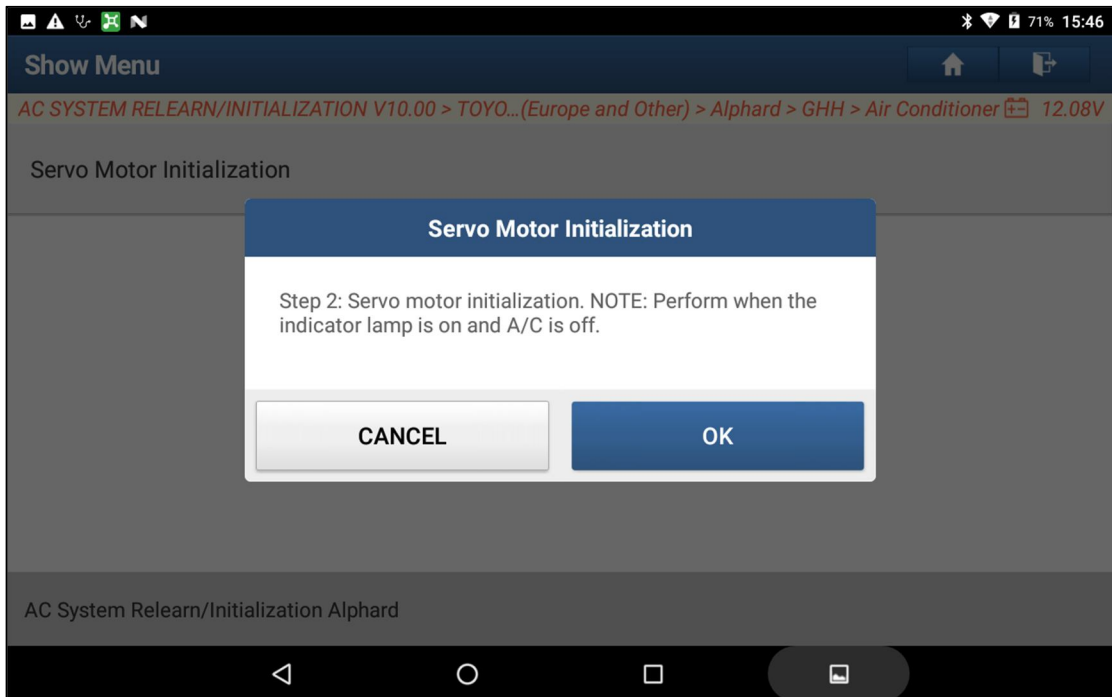 71% 15:46
Show Menu
AC SYSTEM RELEARN/INITIALIZATION V10.00 > TOYO...(Europe and Other) > Alphard > GHH > Air Conditioner 12.08V
Servo Motor Initialization
Servo Motor Initialization
Step 2: Servo motor initialization. NOTE: Perform when the
indicator lamp is on and A/C is off.
CANCEL OK
AC System Relearn/Initialization Alphard